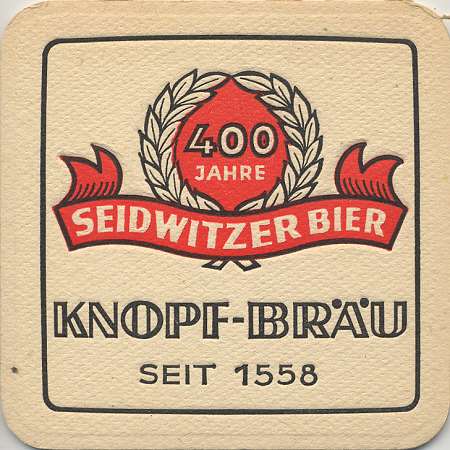 400
JAHRE
SEIDWITZER BIER
KNOPF-BRÄU
SEIT 1558